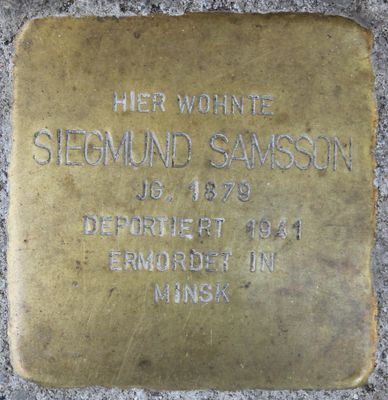 HIER WOHNTE
SIEGMUND SAMSSON
JG. 1879
DEPORTIERT 1941
ERMORDET IN
MINSK